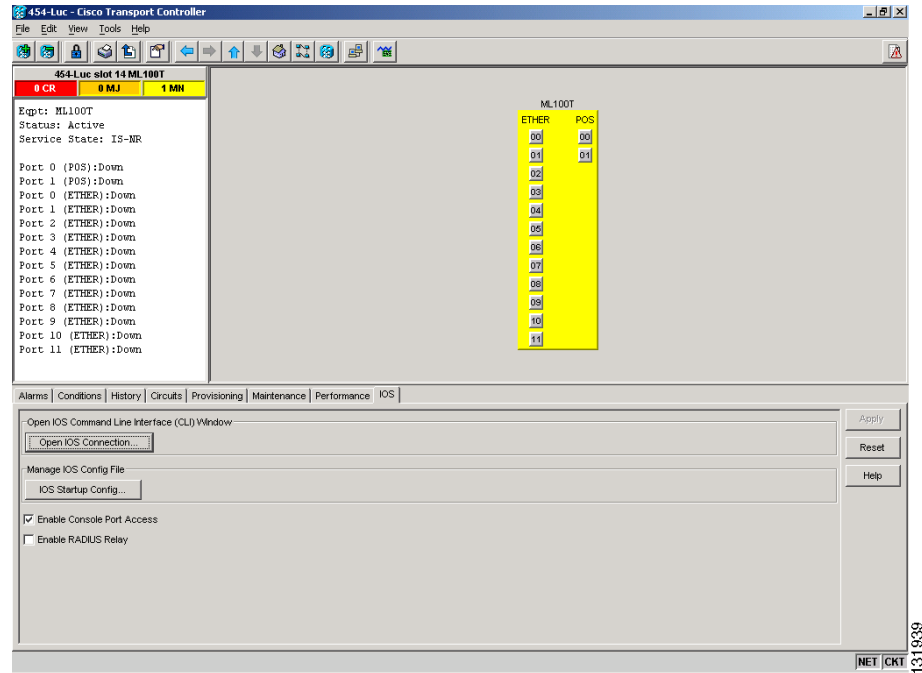 454-Luc - Cisco Transport Controller
File Edit View Tools Help
454-Luc slot 14 ML100T
0 CR 0 MJ 1 MN
Eqpt: ML100T
Status: Active
Service State: IS-NR
Port 0 (POS):Down
Port 1 (POS):Down
Port 0 (ETHER):Down
Port 1 (ETHER):Down
Port 2 (ETHER):Down
Port 3 (ETHER):Down
Port 4 (ETHER):Down
Port 5 (ETHER):Down
Port 6 (ETHER):Down
Port 7 (ETHER):Down
Port 8 (ETHER):Down
Port 9 (ETHER):Down
Port 10 (ETHER):Down
Port 11 (ETHER):Down
ML100T
ETHER POS
00 00
01 01
02
03
04
05
06
07
08
09
10
11
Alarms Conditions History Circuits Provisioning Maintenance Performance IOS
Open IOS Command Line Interface (CLI) Window
Open IOS Connection...
Manage IOS Config File
IOS Startup Config...
Enable Console Port Access
Enable RADIUS Relay
Apply
Reset
Help
NET CKT
131939